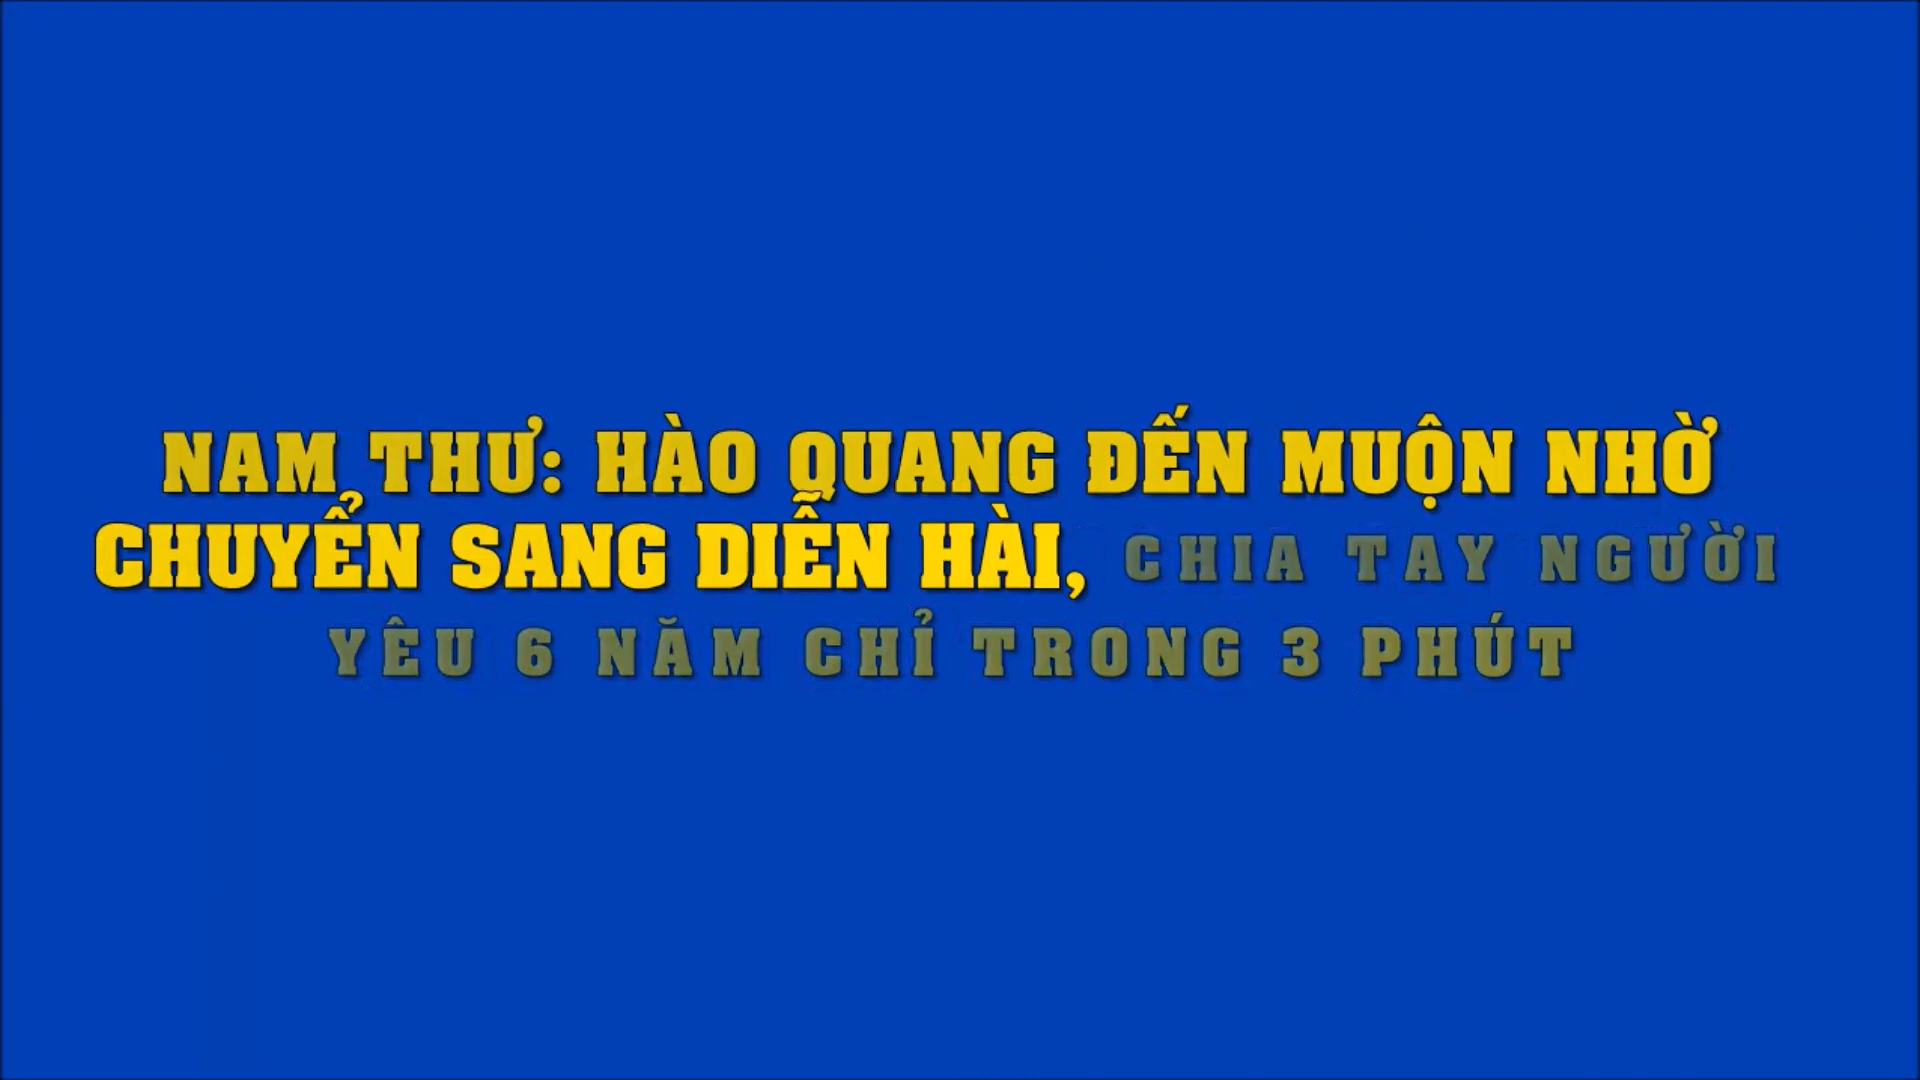 NAM THƯ: HÀO QUANG ĐẾN MUỘN NHỜ
CHUYỂN SANG DIỄN HÀI, CHIA TAY NGƯỜI
YÊU 6 NĂM CHỈ TRONG 3 PHÚT